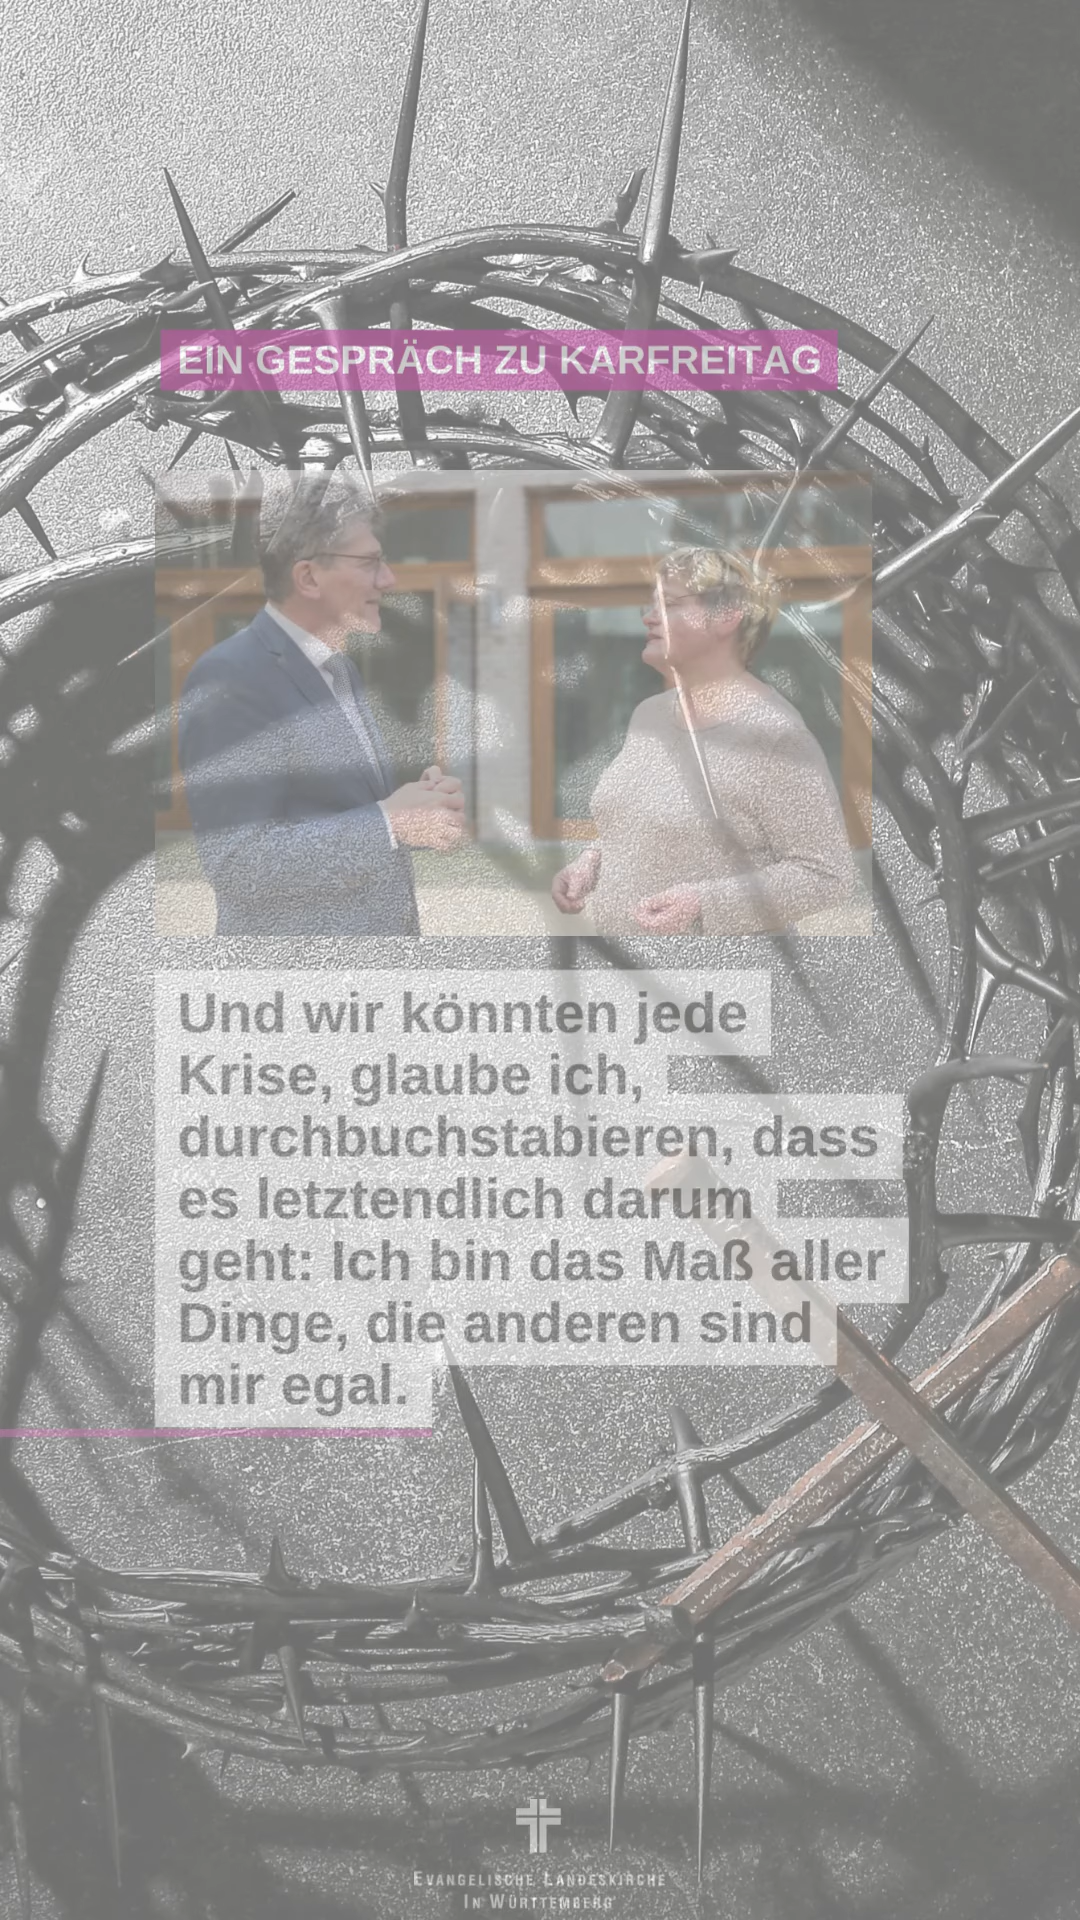 EIN GESPRÄCH ZU KARFREITAG
Und wir könnten jede
Krise, glaube ich,
durchbuchstabieren, dass
es letztendlich darum
geht: Ich bin das Maß aller
Dinge, die anderen sind
mir egal.
EVANGELISCHE LANDESKIRCHE
IN WÜRTTEMBERG